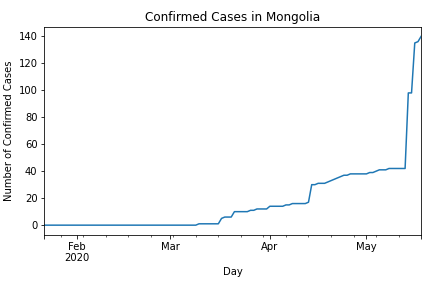 Confirmed Cases in Mongolia
Number of Confirmed Cases
140
120
100
80
60
40
20
0
Feb
2020
Mar
Apr
May
Day